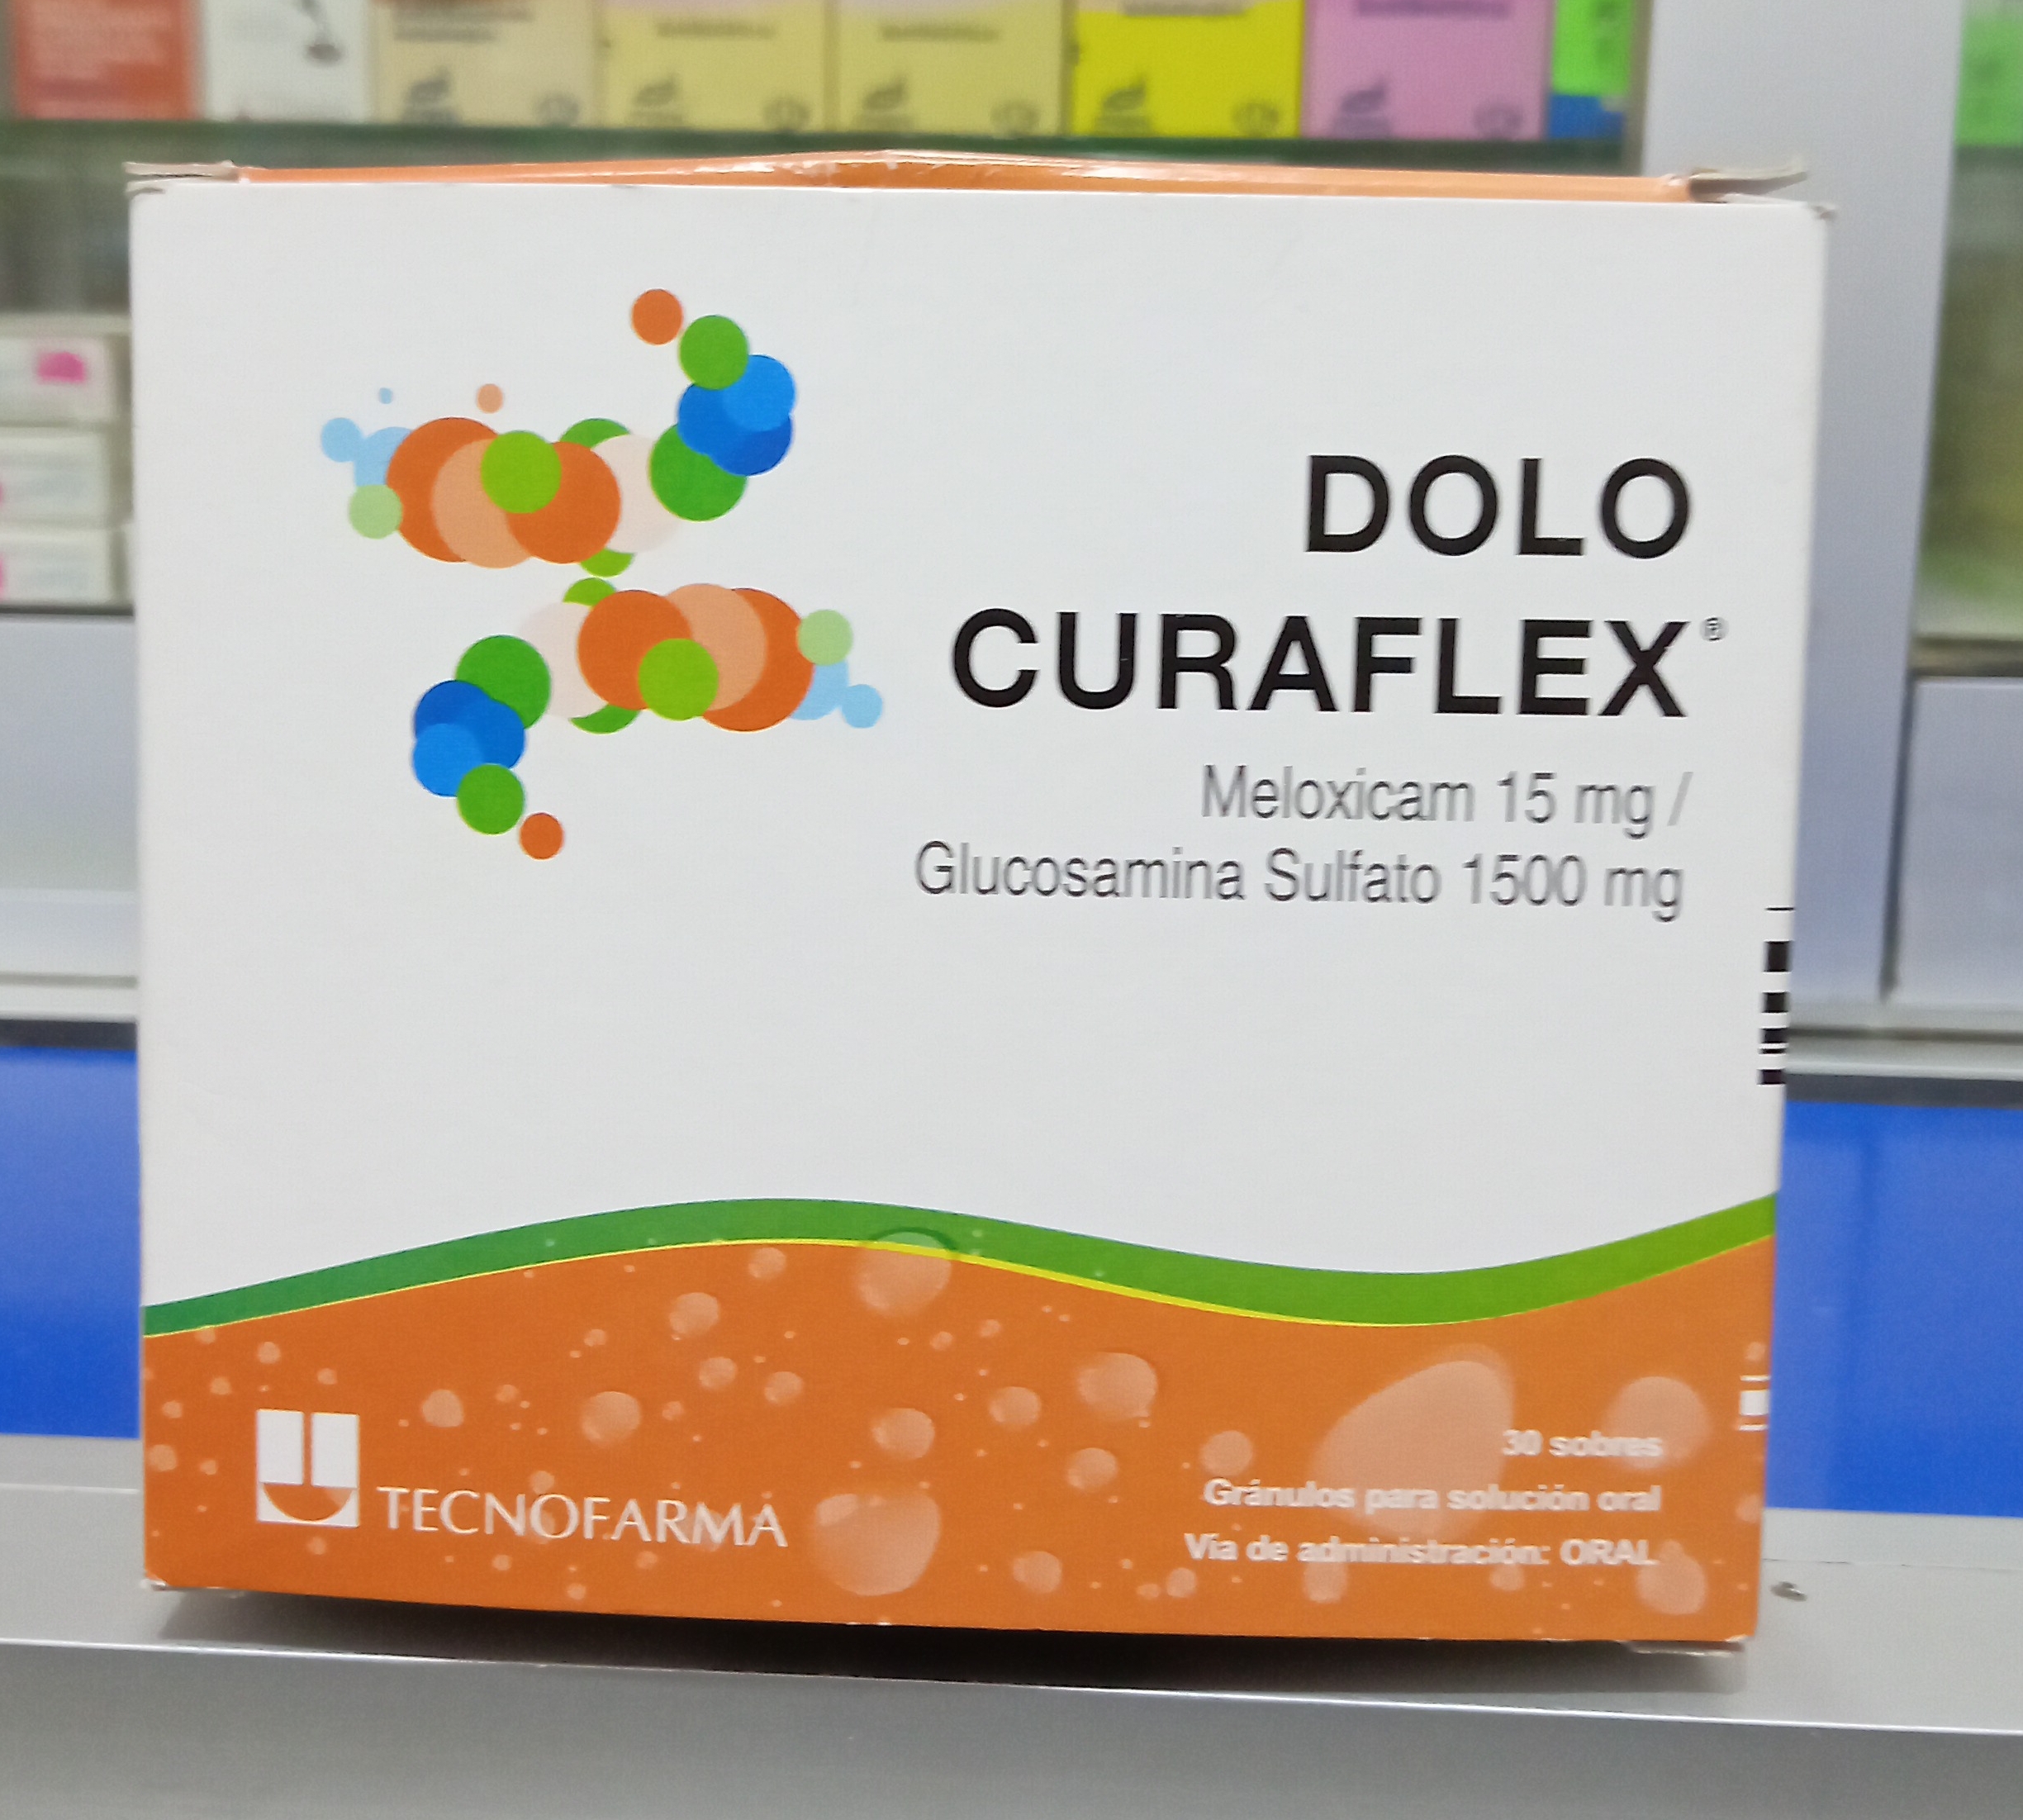 DOLO
CURAFLEX®
Meloxicam 15 mg /
Glucosamina Sulfato 1500 mg
30 sobres
Gránulos para solución oral
Vía de administración: ORAL
TECNOFARMA